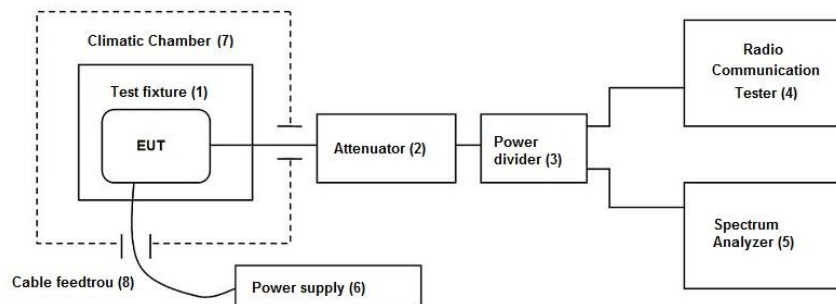 Climatic Chamber (7)
Test fixture (1)
EUT
Attenuator (2)
Power
divider (3)
Radio
Communication
Tester (4)
Spectrum
Analyzer (5)
Cable feedtrou (8)
Power supply (6)